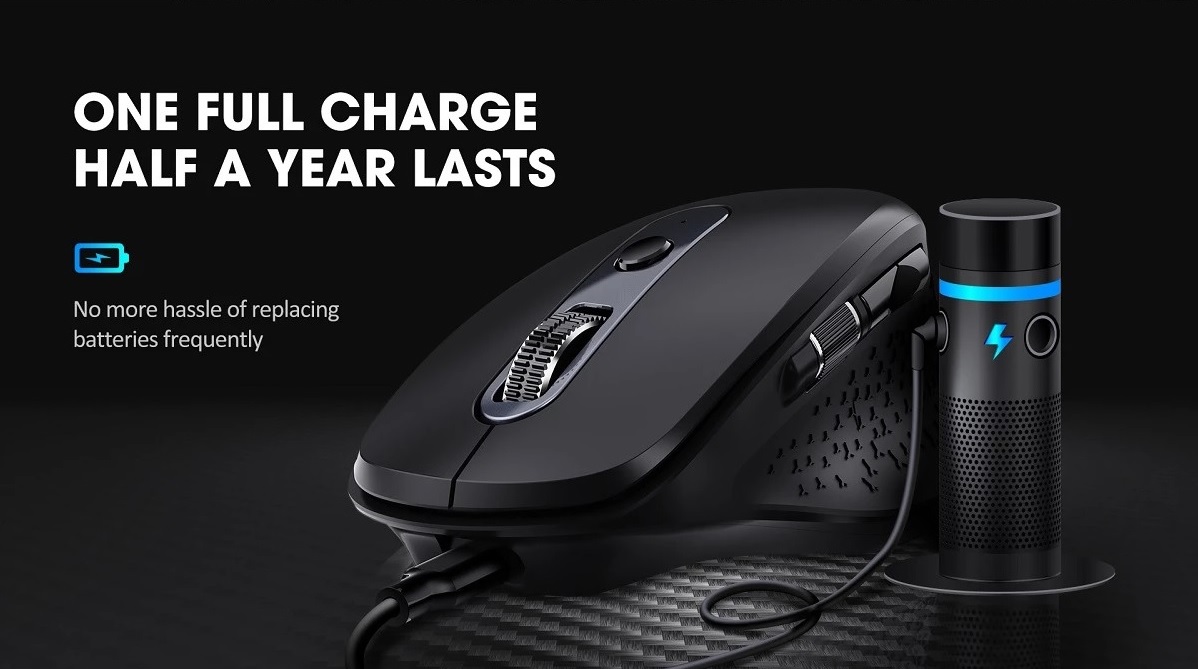 ONE FULL CHARGE
HALF A YEAR LASTS
No more hassle of replacing
batteries frequently